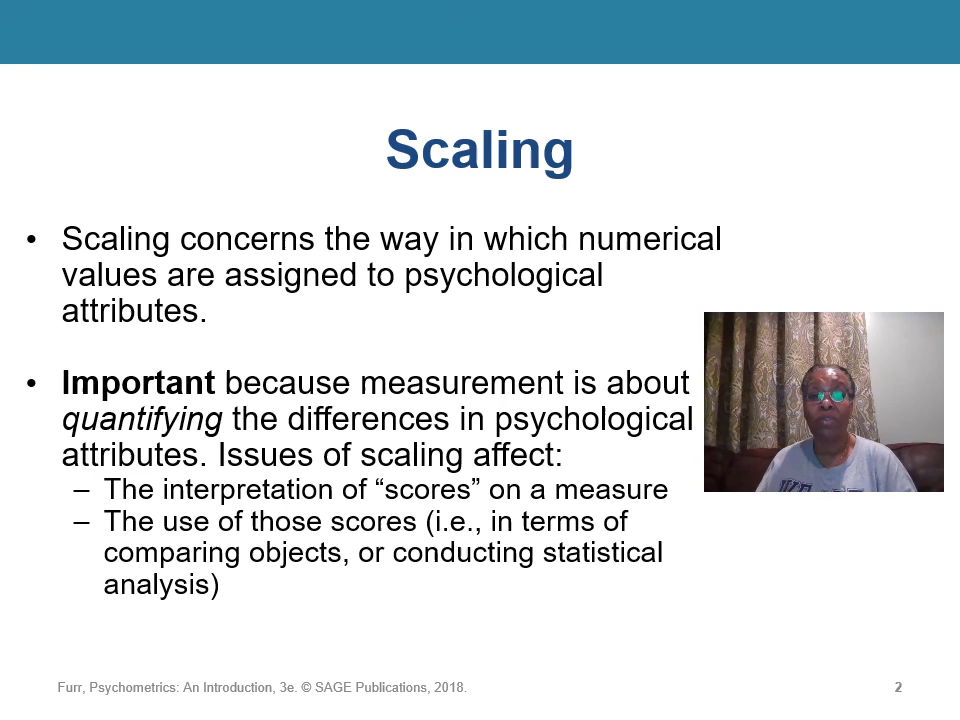 Scaling
• Scaling concerns the way in which numerical
values are assigned to psychological
attributes.
• Important because measurement is about
quantifying the differences in psychological
attributes. Issues of scaling affect:
– The interpretation of “scores” on a measure
– The use of those scores (i.e., in terms of
comparing objects, or conducting statistical
analysis)
Furr, Psychometrics: An Introduction, 3e. © SAGE Publications, 2018.
2